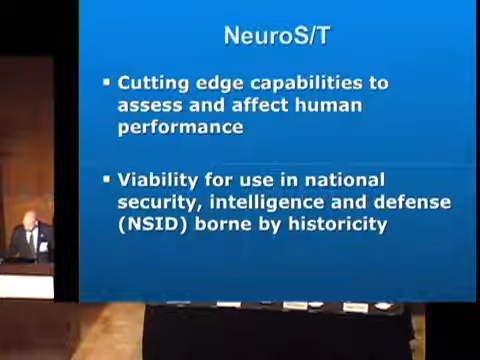 NeuroS/T
▪ Cutting edge capabilities to
assess and affect human
performance
▪ Viability for use in national
security, intelligence and defense
(NSID) borne by historicity